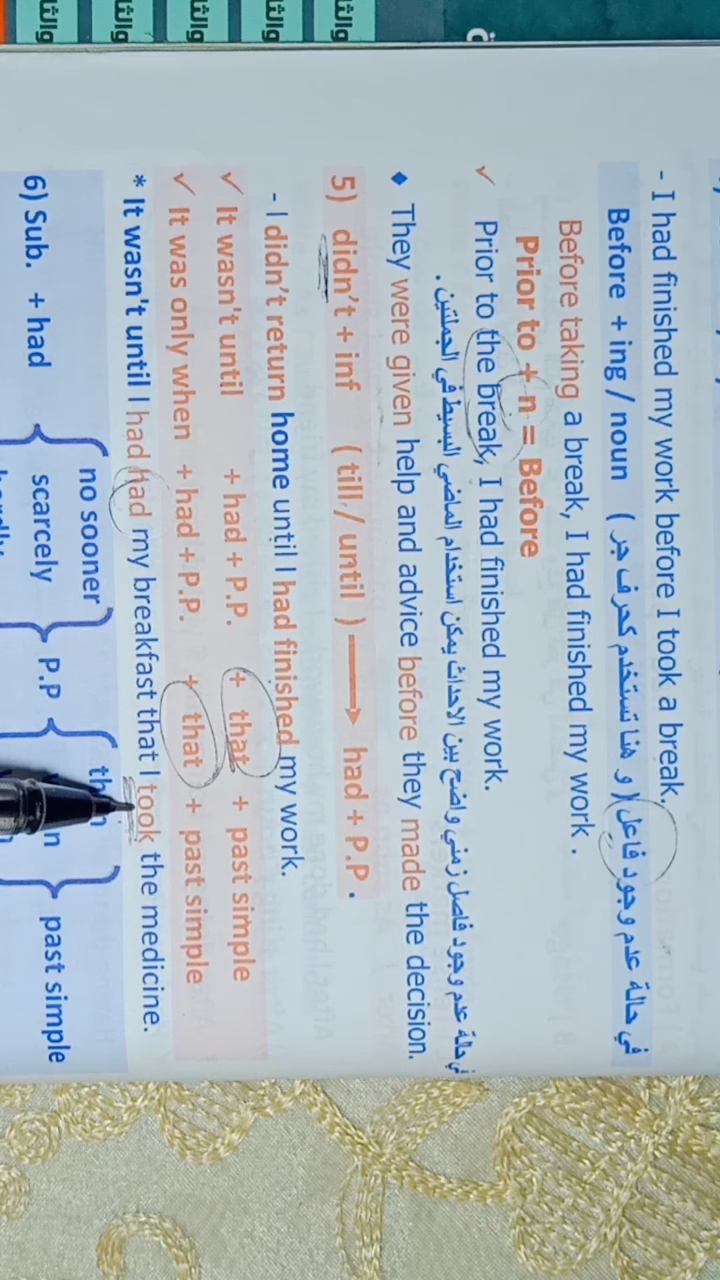 - I had finished my work before I took a break.
Before + ing / noun ( و هنا تستخدم كحرف جر ) في حالة عدم وجود فاعل
Before taking a break, I had finished my work .
Prior to + n = Before
✓ Prior to the break, I had finished my work.
في حالة عدم وجود فاصل زمني واضح بين الاحداث يمكن استخدام الماضي البسيط في الجملتين .
♦ They were given help and advice before they made the decision.
5) didn't + inf ( till / until ) → had + P.P .
- I didn't return home until I had finished my work.
✓ It wasn't until + had + P.P. + that + past simple
✓ It was only when + had + P.P. + that + past simple
* It wasn't until I had had my breakfast that I took the medicine.
no sooner
6) Sub. + had scarcely P.P past simple